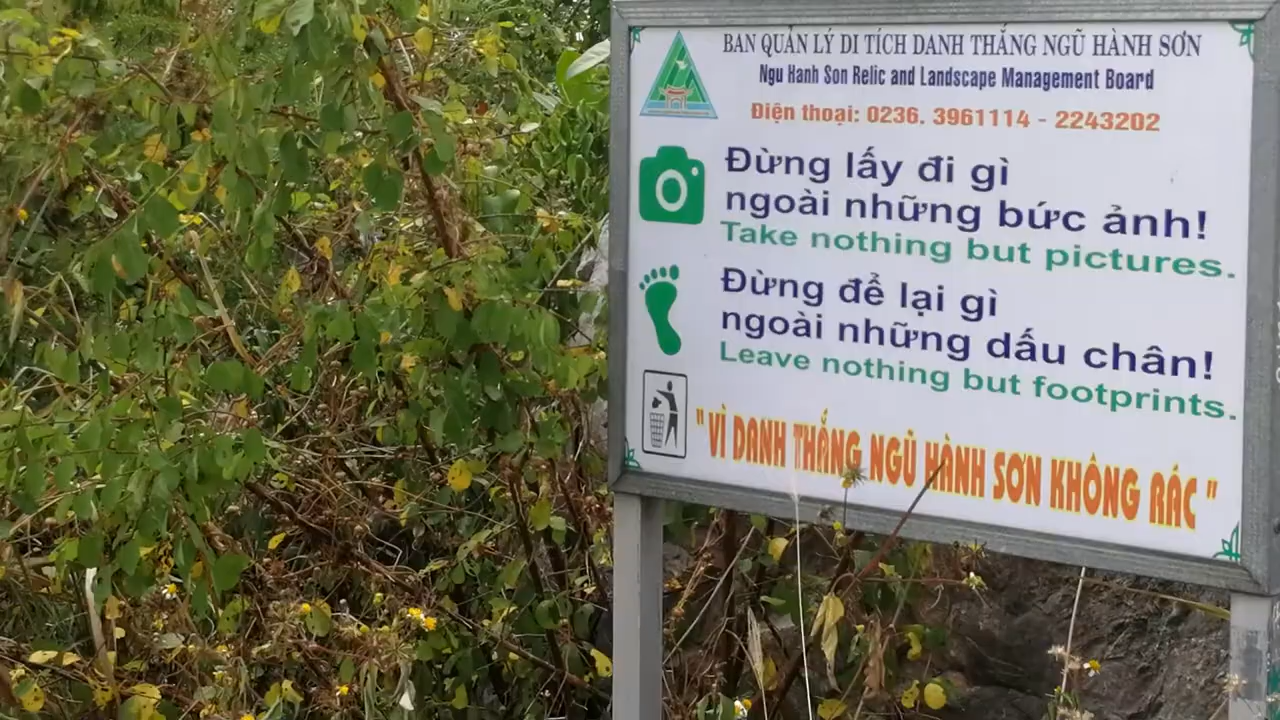 BAN QUẢN LÝ DI TÍCH DANH THẮNG NGŨ HÀNH SƠN
Ngu Hanh Son Relic and Landscape Management Board
Điện thoại: 0236. 3961114 - 2243202
Đừng lấy đi gì
ngoài những bức ảnh!
Take nothing but pictures.
Đừng để lại gì
ngoài những dấu chân!
Leave nothing but footprints.
" VÌ DANH THẮNG NGŨ HÀNH SƠN KHÔNG RÁC "